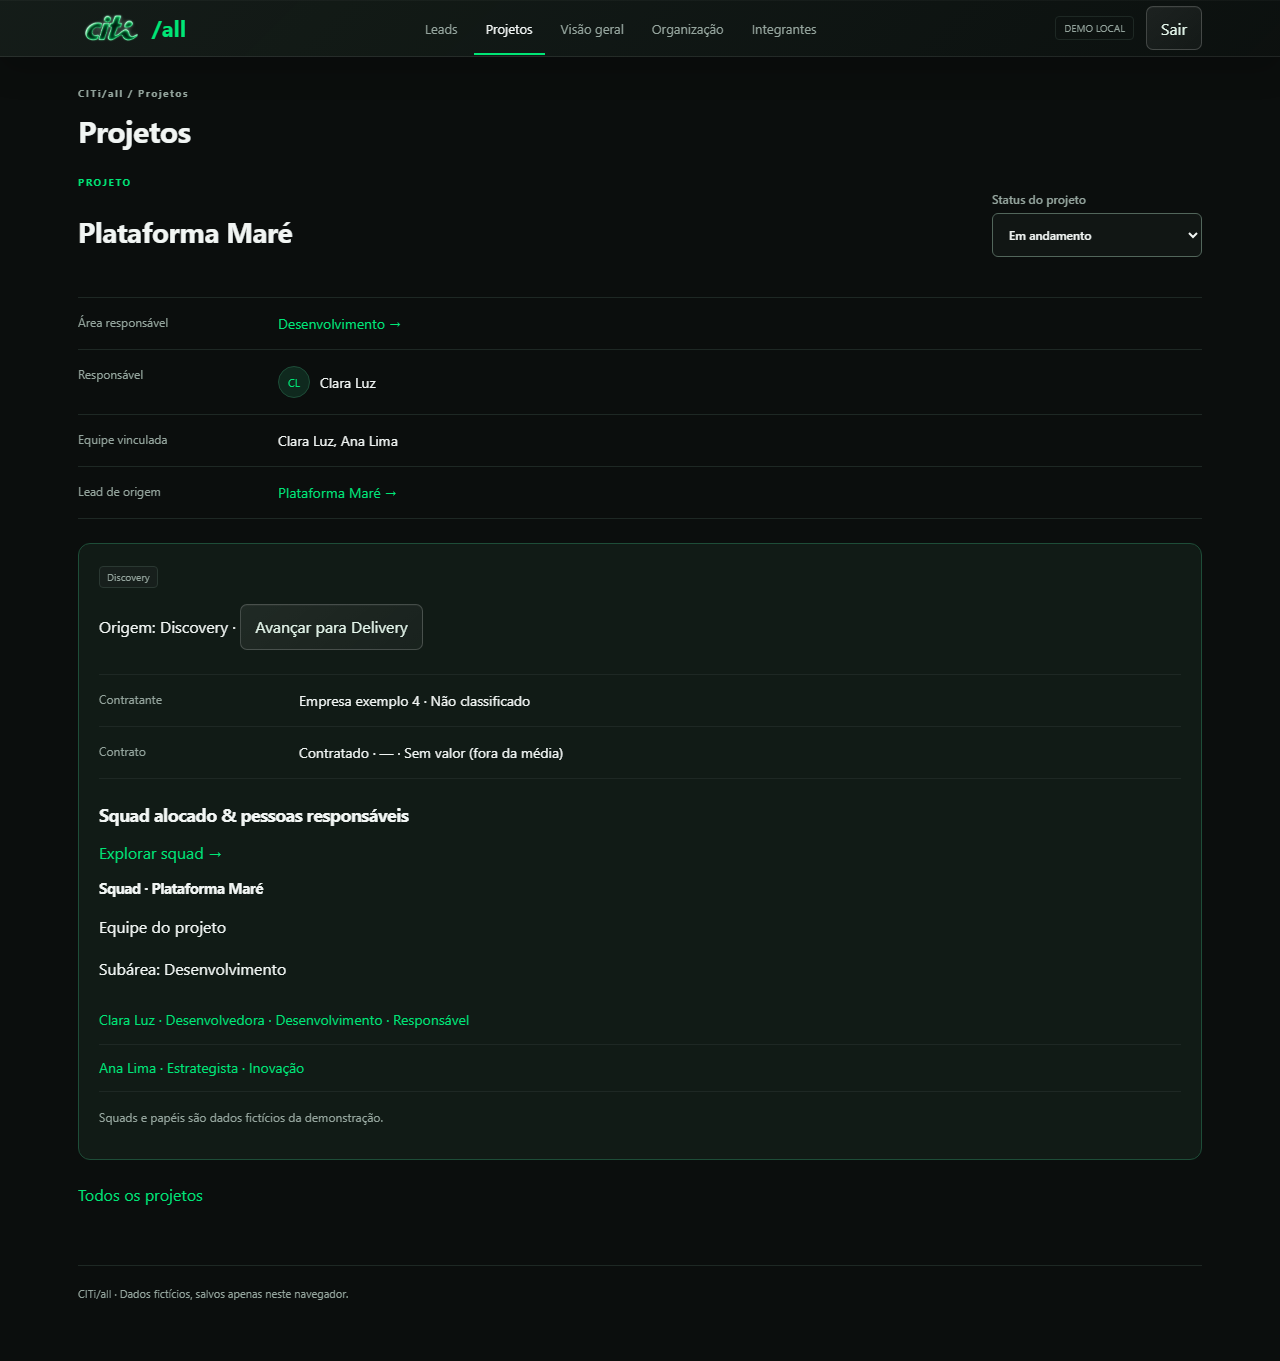 citi /all
Leads
Projetos
Visão geral
Organização
Integrantes
DEMO LOCAL
Sair
CITi/all / Projetos
Projetos
PROJETO
Plataforma Maré
Status do projeto
Em andamento
Área responsável
Desenvolvimento →
Responsável
CL
Clara Luz
Equipe vinculada
Clara Luz, Ana Lima
Lead de origem
Plataforma Maré →
Discovery
Origem: Discovery · Avançar para Delivery
Contratante
Empresa exemplo 4 · Não classificado
Contrato
Contratado · — · Sem valor (fora da média)
Squad alocado & pessoas responsáveis
Explorar squad →
Squad · Plataforma Maré
Equipe do projeto
Subárea: Desenvolvimento
Clara Luz · Desenvolvedora · Desenvolvimento · Responsável
Ana Lima · Estrategista · Inovação
Squads e papéis são dados fictícios da demonstração.
Todos os projetos
CITi/all · Dados fictícios, salvos apenas neste navegador.